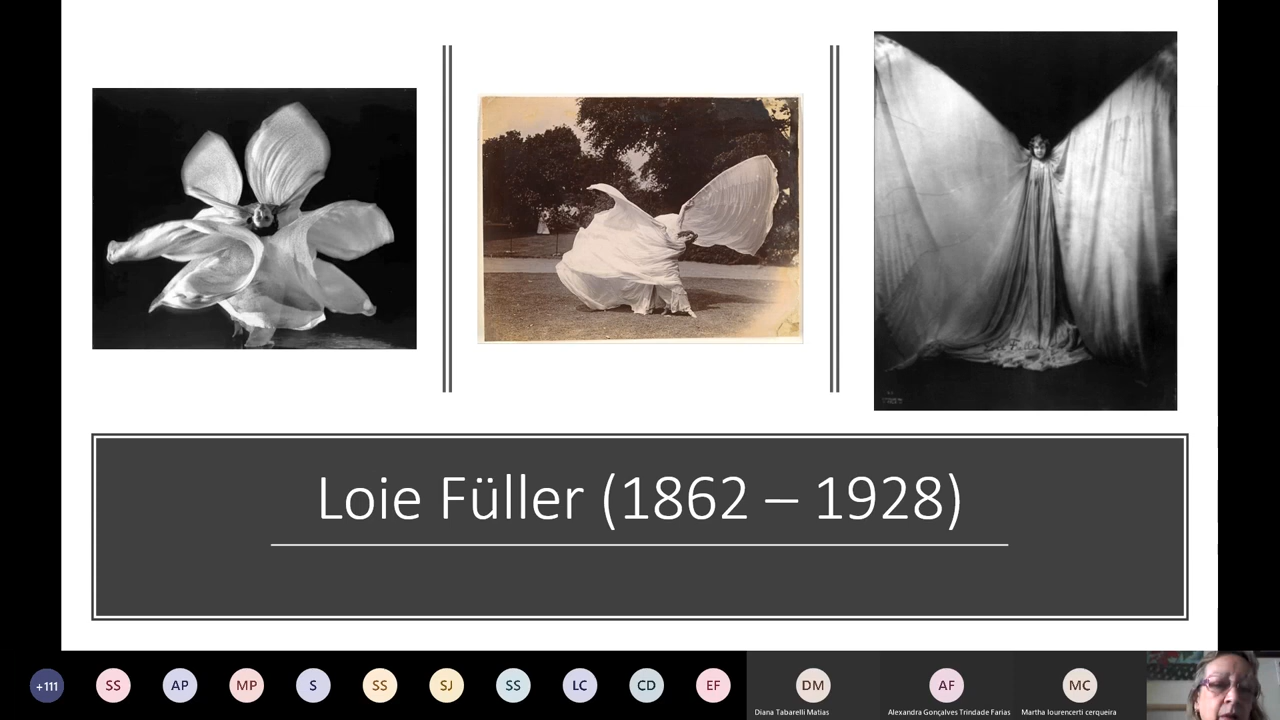 Loie Füller (1862 – 1928)
+111
SS
AP
MP
S
SS
SJ
SS
LC
CD
EF
DM
AF
MC
Diana Tabarelli Matias
Alexandra Gonçalves Trindade Farias
Martha lourencerti cerqueira